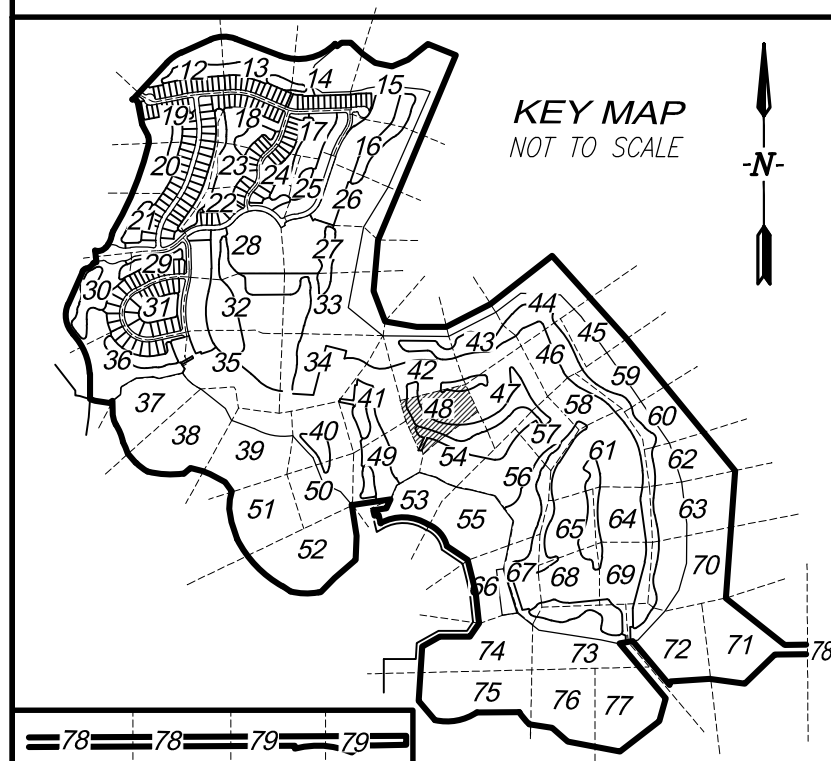 12 13 14 15
KEY MAP
NOT TO SCALE
19 18 17 16
-N-
20 23 24 25
21 22 26
28 27
29
30 31 32 33
36 35 34
37 38 39 40
41 42 43 44 45
46 47 48 59
49 54 57 58 60
50 56 61 62
51 52 53 55 63
65 64
66 67 68 69 70
74 73 72 71 78
75 76 77
78 78 79 79